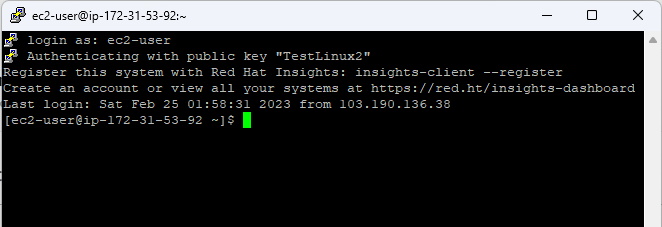 ec2-user@ip-172-31-53-92:~
login as: ec2-user
Authenticating with public key "TestLinux2"
Register this system with Red Hat Insights: insights-client --register
Create an account or view all your systems at https://red.ht/insights-dashboard
Last login: Sat Feb 25 01:58:31 2023 from 103.190.136.38
[ec2-user@ip-172-31-53-92 ~]$